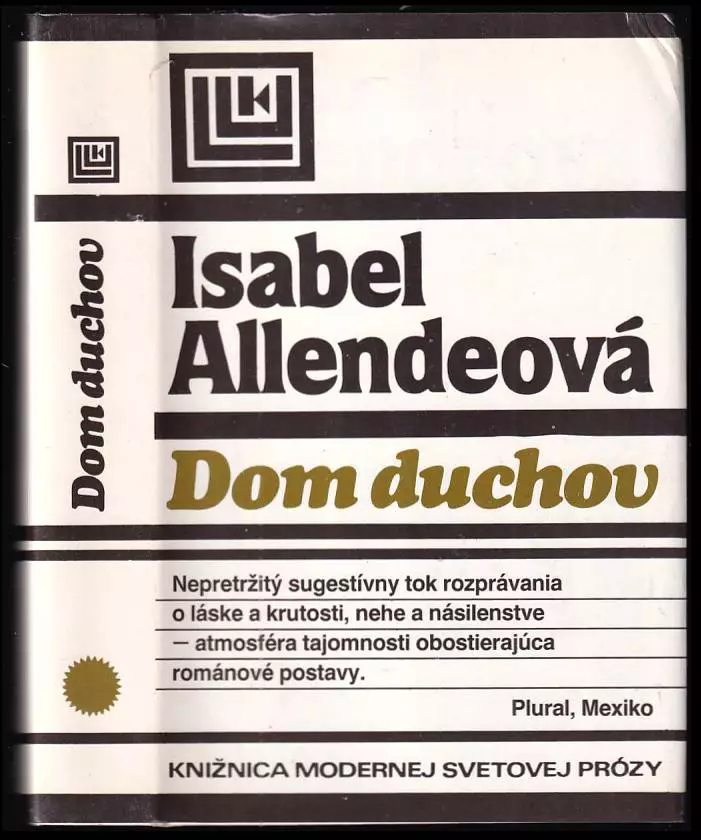 Dom duchov
Isabel
Allendeová
Dom duchov
Nepretržitý sugestívny tok rozprávania
o láske a krutosti, nehe a násilenstve
— atmosféra tajomnosti obostierajúca
románové postavy.
Plural, Mexiko
KNIŽNICA MODERNEJ SVETOVEJ PRÓZY